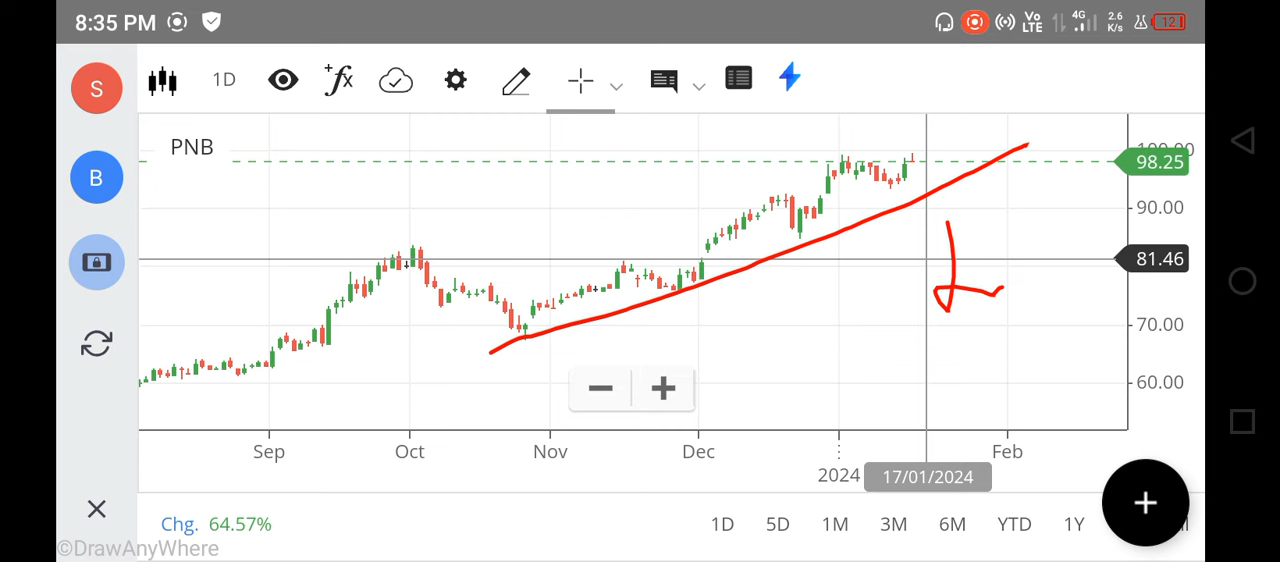 8:35 PM Vo LTE 4G 2.6 K/s 12
S 1D +fx
PNB
100.00
98.25
B
90.00
81.46
70.00
60.00
Sep Oct Nov Dec 2024 Feb
17/01/2024
Chg. 64.57% 1D 5D 1M 3M 6M YTD 1Y
©DrawAnyWhere